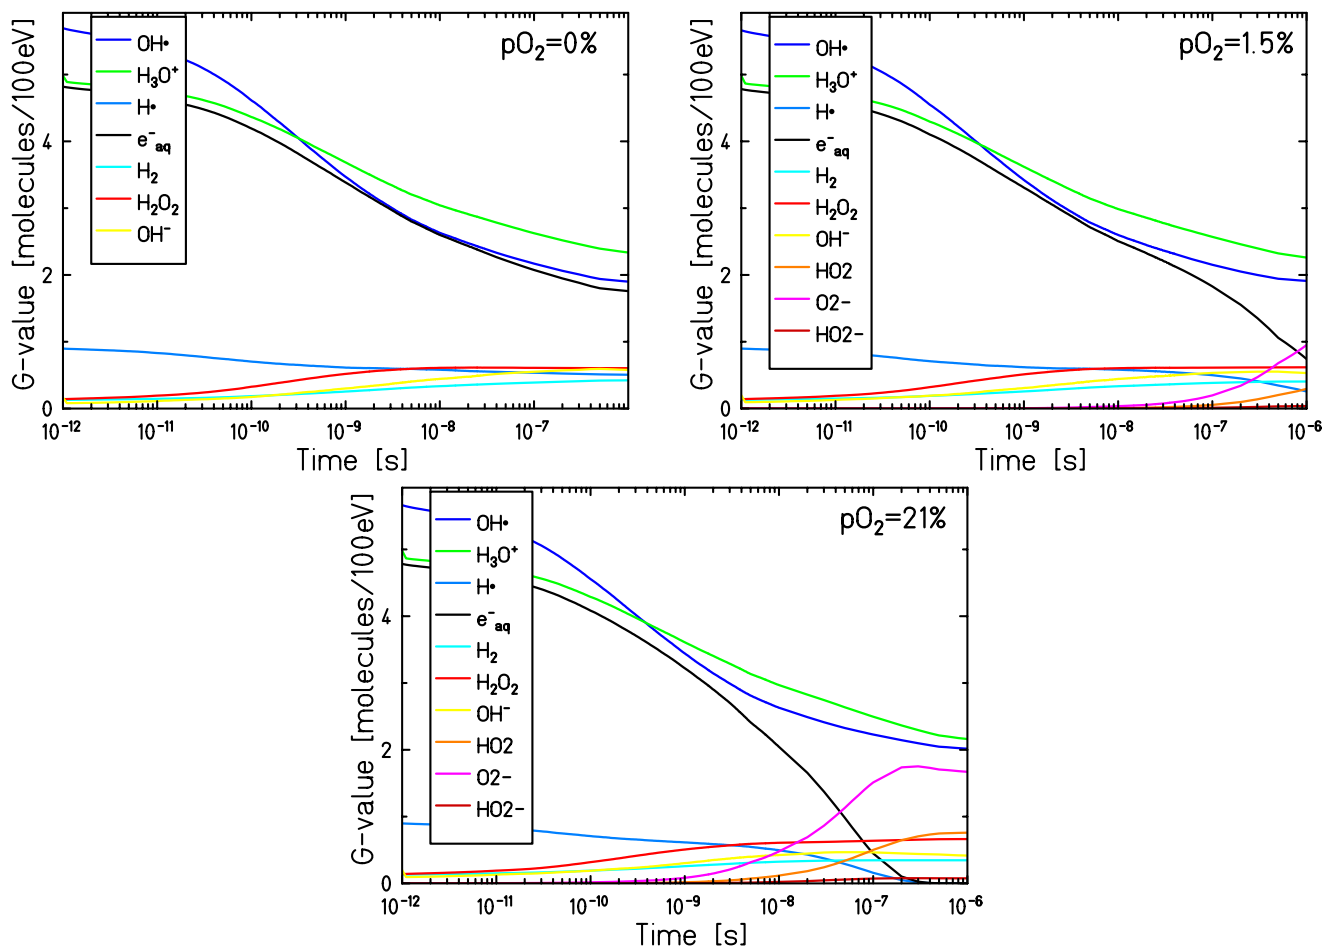 pO₂=0%
OH•
H₃O⁺
H•
e⁻aq
H₂
H₂O₂
OH⁻
G-value [molecules/100eV]
4
2
0
10⁻¹² 10⁻¹¹ 10⁻¹⁰ 10⁻⁹ 10⁻⁸ 10⁻⁷
Time [s]
pO₂=1.5%
OH•
H₃O⁺
H•
e⁻aq
H₂
H₂O₂
OH⁻
HO2
O2-
HO2-
G-value [molecules/100eV]
4
2
0
10⁻¹² 10⁻¹¹ 10⁻¹⁰ 10⁻⁹ 10⁻⁸ 10⁻⁷ 10⁻⁶
Time [s]
pO₂=21%
OH•
H₃O⁺
H•
e⁻aq
H₂
H₂O₂
OH⁻
HO2
O2-
HO2-
G-value [molecules/100eV]
4
2
0
10⁻¹² 10⁻¹¹ 10⁻¹⁰ 10⁻⁹ 10⁻⁸ 10⁻⁷ 10⁻⁶
Time [s]